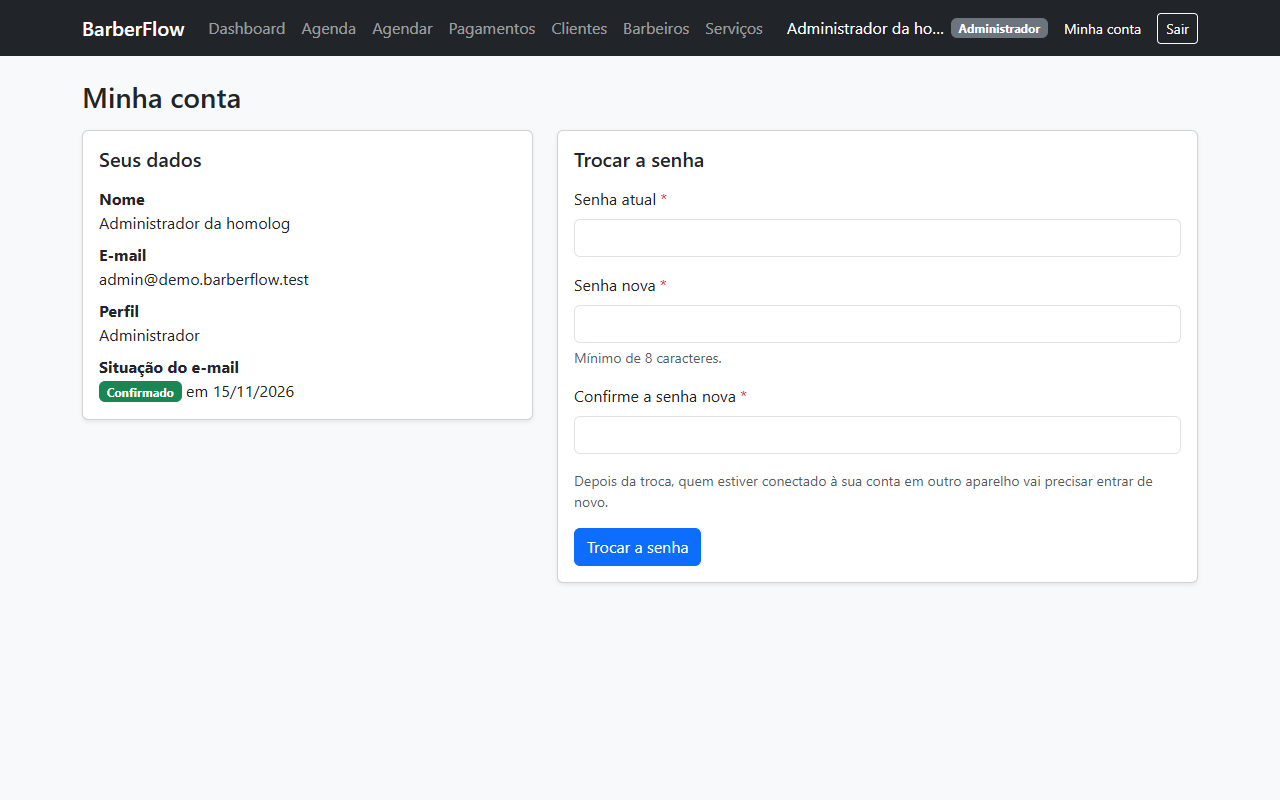 BarberFlow Dashboard Agenda Agendar Pagamentos Clientes Barbeiros Serviços Administrador da ho... Administrador Minha conta Sair
Minha conta
Seus dados
Nome
Administrador da homolog
E-mail
admin@demo.barberflow.test
Perfil
Administrador
Situação do e-mail
Confirmado em 15/11/2026
Trocar a senha
Senha atual *
Senha nova *
Mínimo de 8 caracteres.
Confirme a senha nova *
Depois da troca, quem estiver conectado à sua conta em outro aparelho vai precisar entrar de
novo.
Trocar a senha